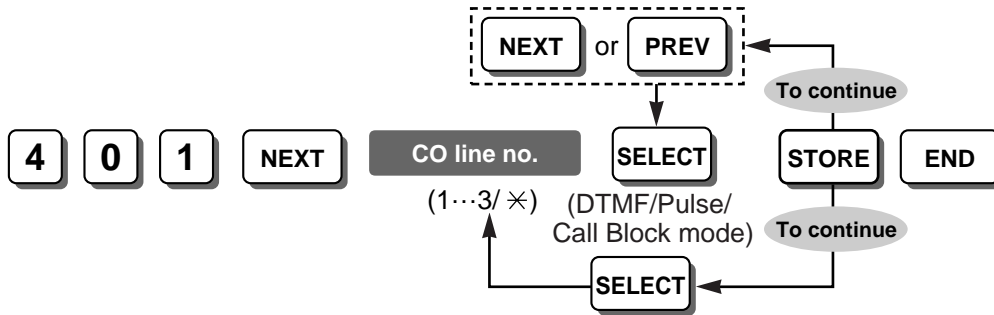 NEXT or PREV
To continue
4 0 1 NEXT CO line no. SELECT STORE END
(1···3/ ✳) (DTMF/Pulse/
Call Block mode)
To continue
SELECT